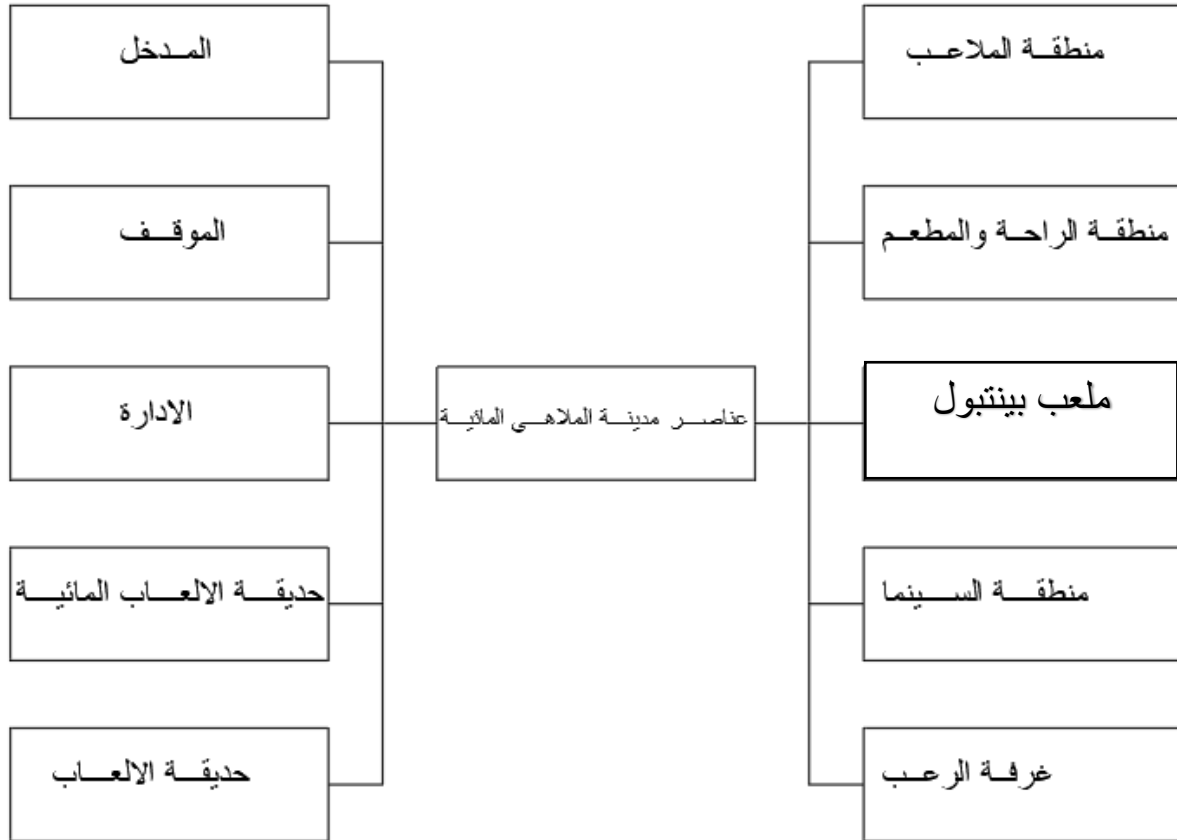 منطقة الملاعب
المدخل
منطقة الراحة والمطعم
الموقف
ملعب بينتبول
عناصر مدينة الملاهي المائية
الادارة
منطقة السينما
حديقة الالعاب المائية
غرفة الرعب
حديقة الالعاب